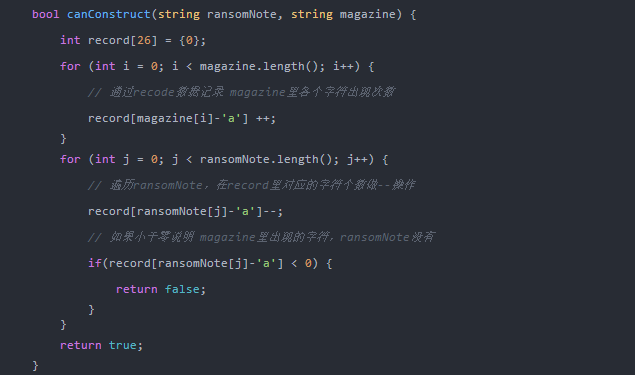 bool canConstruct(string ransomNote, string magazine) {
int record[26] = {0};
for (int i = 0; i < magazine.length(); i++) {
// 通过recode数据记录 magazine里各个字符出现次数
record[magazine[i]-'a'] ++;
}
for (int j = 0; j < ransomNote.length(); j++) {
// 遍历ransomNote，在record里对应的字符个数做--操作
record[ransomNote[j]-'a']--;
// 如果小于零说明 magazine里出现的字符，ransomNote没有
if(record[ransomNote[j]-'a'] < 0) {
return false;
}
}
return true;
}